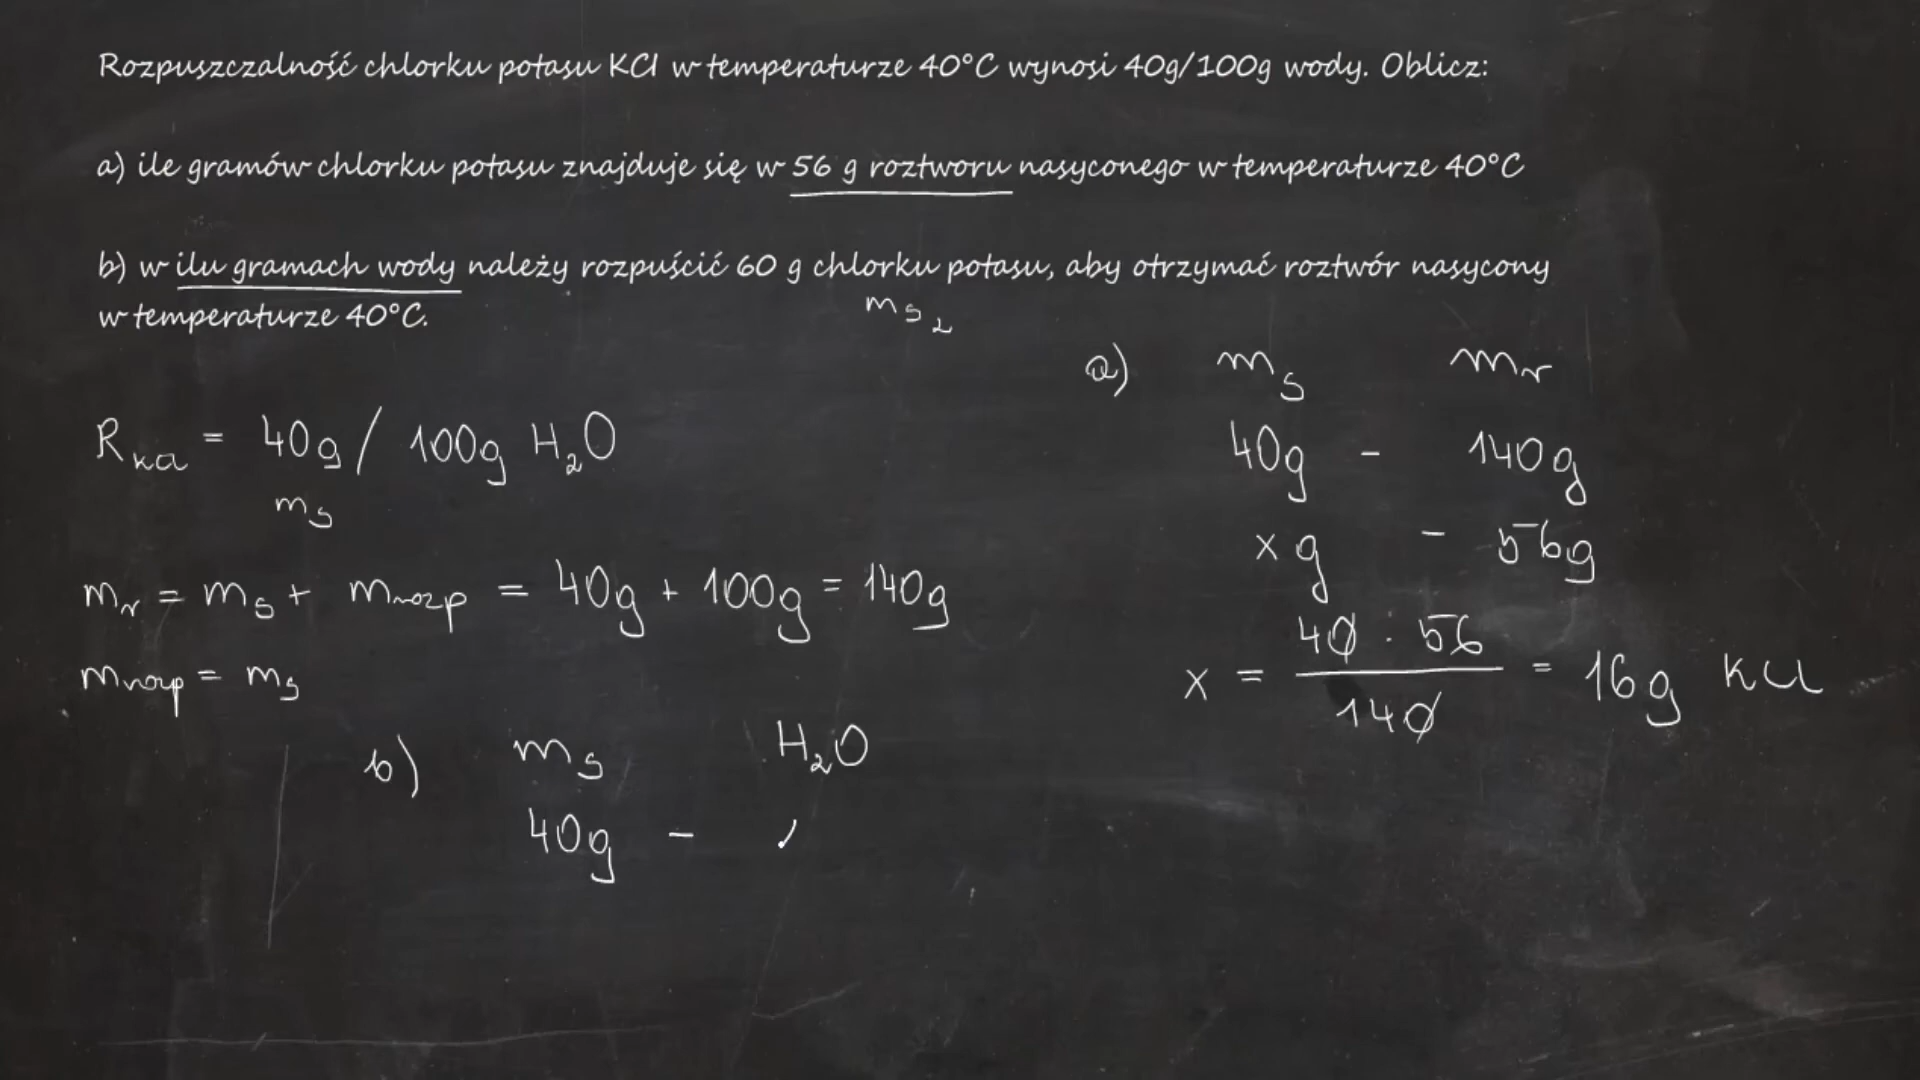 Rozpuszczalność chlorku potasu KCl w temperaturze 40°C wynosi 40g/100g wody. Oblicz:
a) ile gramów chlorku potasu znajduje się w 56 g roztworu nasyconego w temperaturze 40°C
b) w ilu gramach wody należy rozpuścić 60 g chlorku potasu, aby otrzymać roztwór nasycony
w temperaturze 40°C.
ms2
R KCl = 40g / 100g H2O
ms
mr = ms + mrozp = 40g + 100g = 140g
mrozp = ms
a) ms mr
40g - 140g
x g - 56g
x = 40 · 56 / 140 = 16g KCl
b) ms H2O
40g -